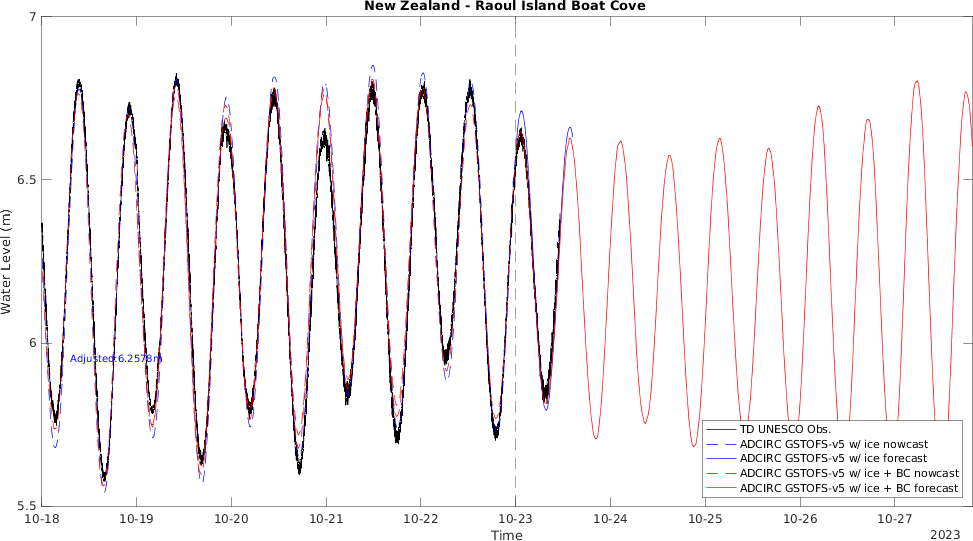 New Zealand - Raoul Island Boat Cove
7
6.5
6
5.5
Water Level (m)
Adjusted:6.2578m
TD UNESCO Obs.
ADCIRC GSTOFS-v5 w/ ice nowcast
ADCIRC GSTOFS-v5 w/ ice forecast
ADCIRC GSTOFS-v5 w/ ice + BC nowcast
ADCIRC GSTOFS-v5 w/ ice + BC forecast
10-18 10-19 10-20 10-21 10-22 10-23 10-24 10-25 10-26 10-27
Time
2023